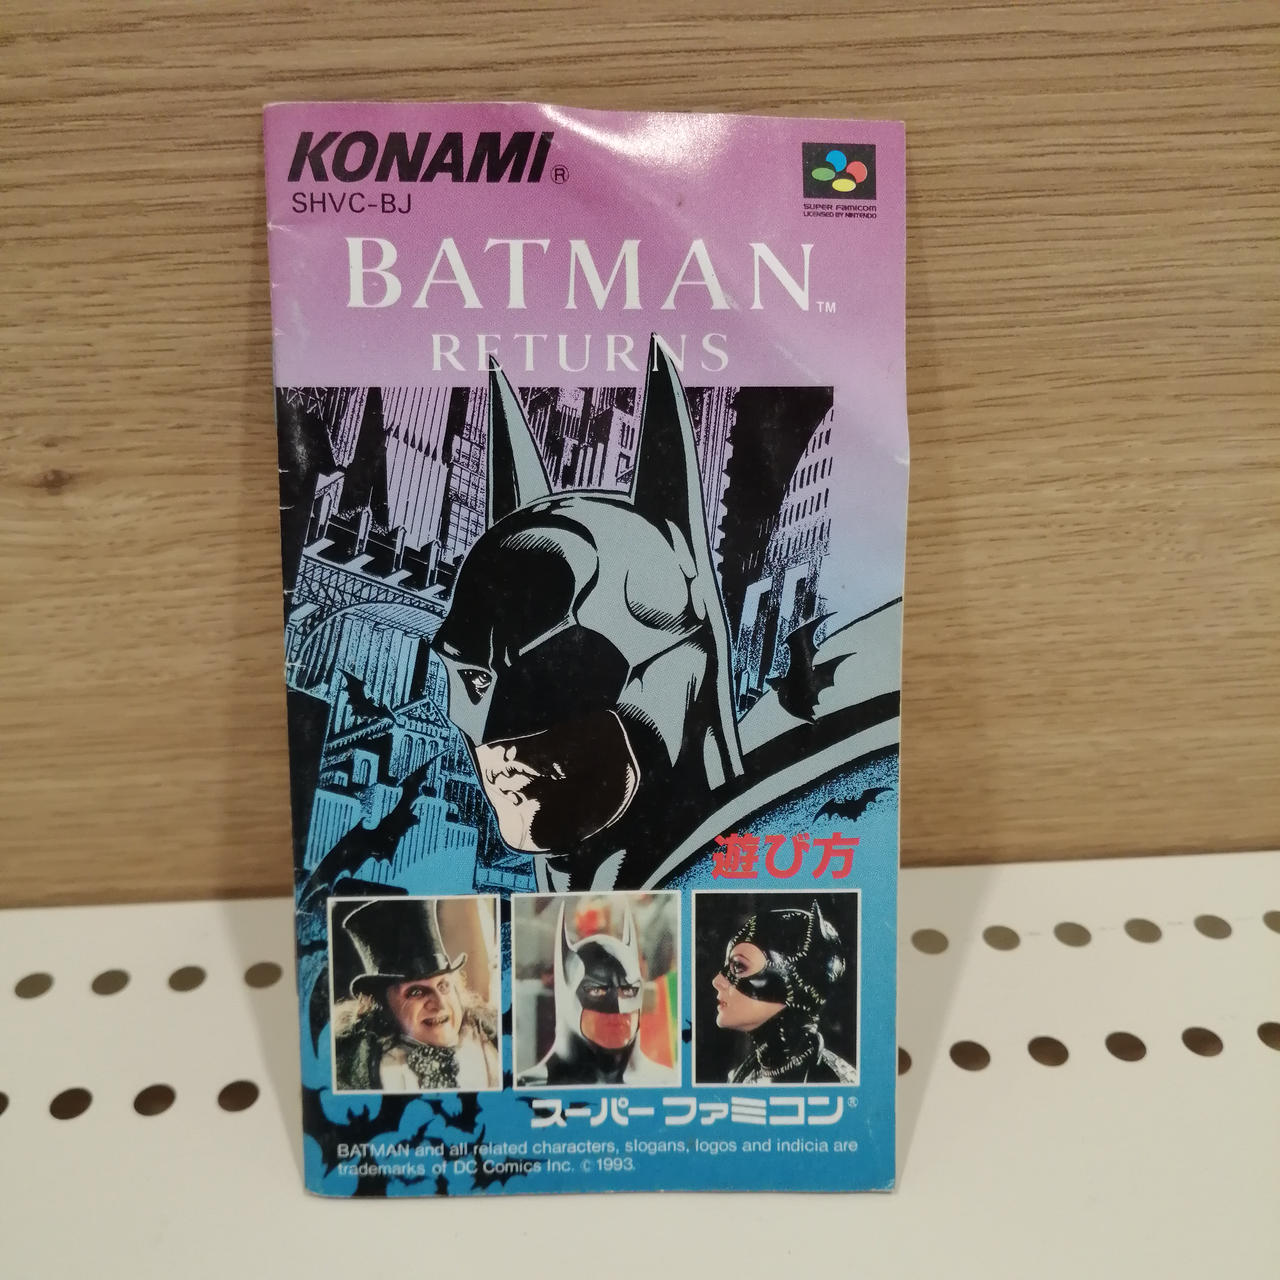 KONAMI®
SHVC-BJ
SUPER FAMICOM
LICENSED BY NINTENDO
BATMAN™
RETURNS
遊び方
スーパーファミコン®
BATMAN and all related characters, slogans, logos and indicia are
trademarks of DC Comics Inc. © 1993.